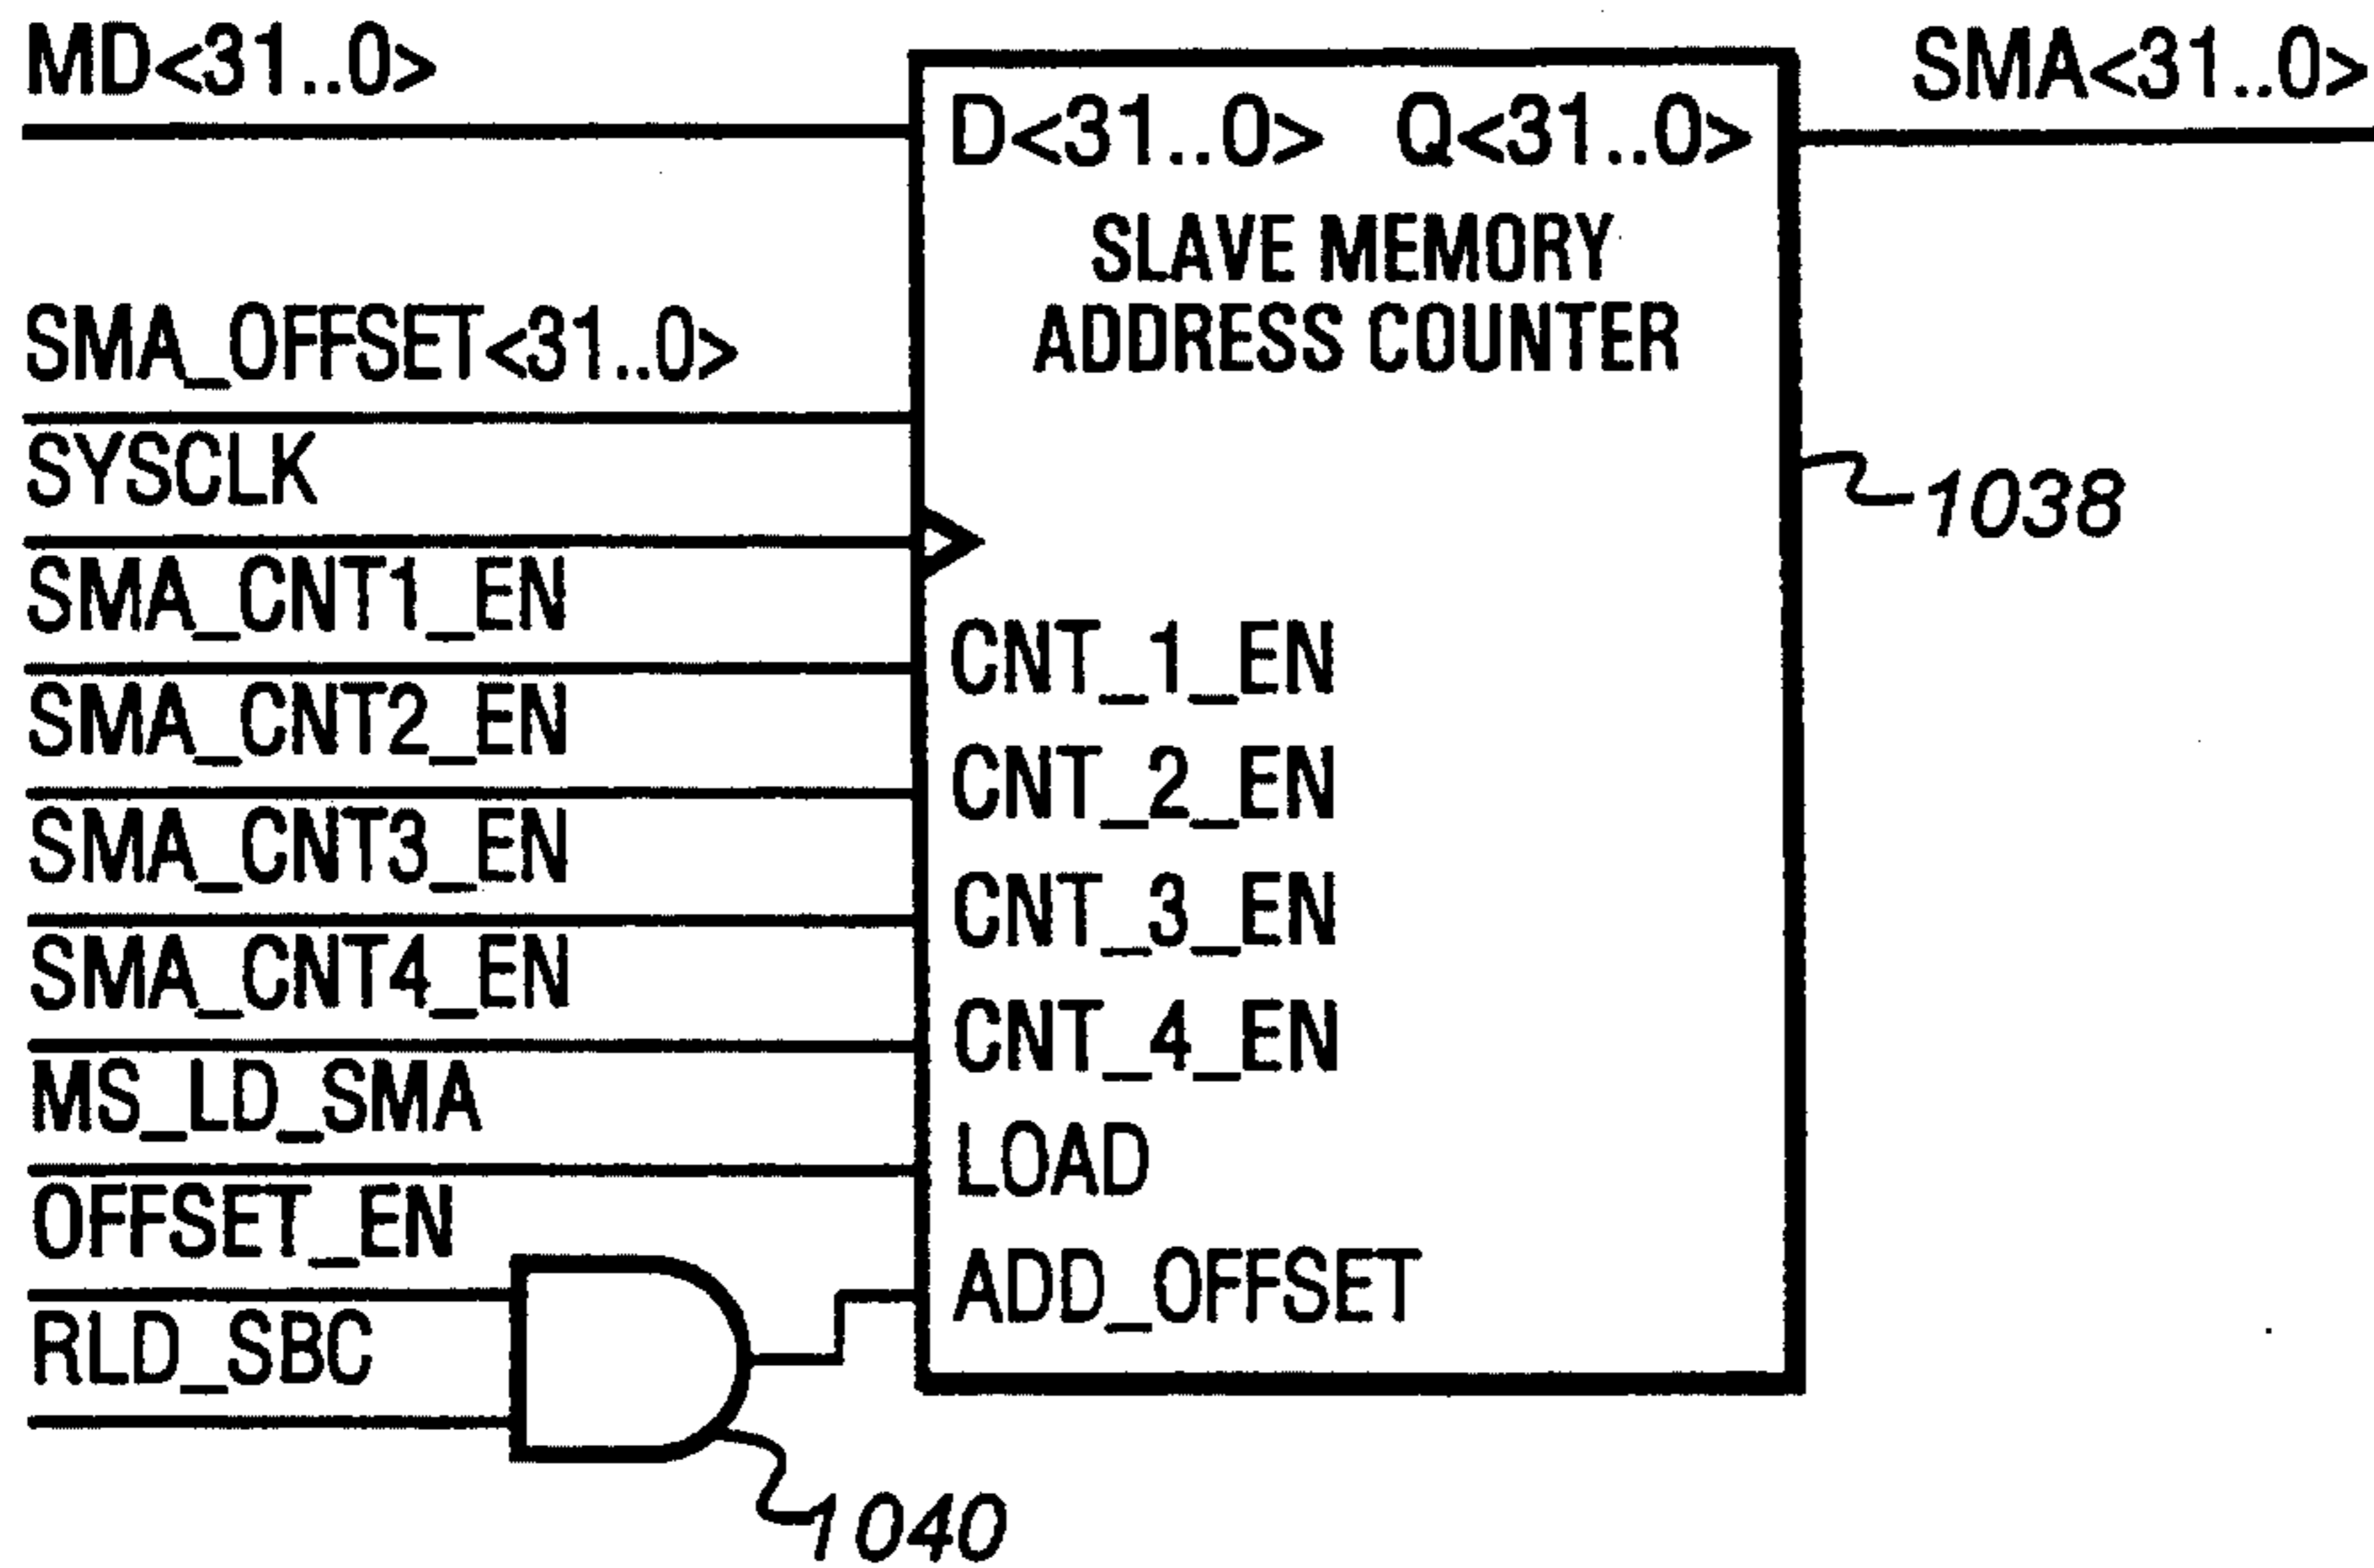 MD<31..0>
SMA<31..0>
D<31..0> Q<31..0>
SLAVE MEMORY
ADDRESS COUNTER
SMA_OFFSET<31..0>
SYSCLK
1038
SMA_CNT1_EN
CNT_1_EN
SMA_CNT2_EN
CNT_2_EN
SMA_CNT3_EN
CNT_3_EN
SMA_CNT4_EN
CNT_4_EN
MS_LD_SMA
LOAD
OFFSET_EN
ADD_OFFSET
RLD_SBC
1040